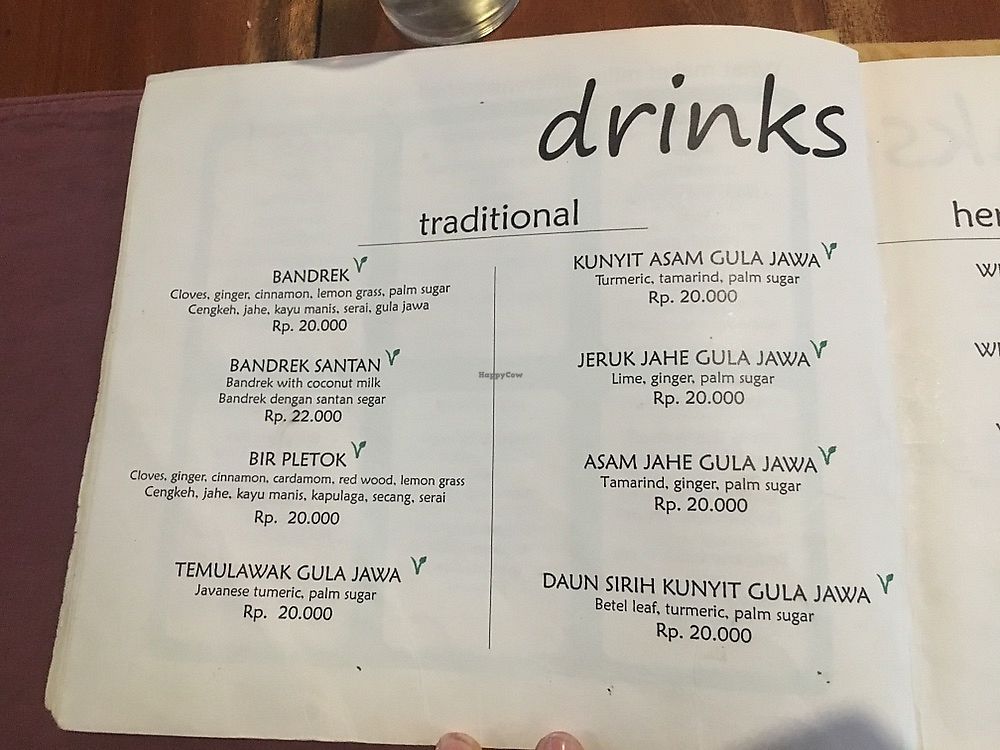 drinks
traditional
BANDREK
Cloves, ginger, cinnamon, lemon grass, palm sugar
Cengkeh, jahe, kayu manis, serai, gula jawa
Rp. 20.000
BANDREK SANTAN
Bandrek with coconut milk
Bandrek dengan santan segar
Rp. 22.000
BIR PLETOK
Cloves, ginger, cinnamon, cardamom, red wood, lemon grass
Cengkeh, jahe, kayu manis, kapulaga, secang, serai
Rp. 20.000
TEMULAWAK GULA JAWA
Javanese tumeric, palm sugar
Rp. 20.000
KUNYIT ASAM GULA JAWA
Turmeric, tamarind, palm sugar
Rp. 20.000
JERUK JAHE GULA JAWA
Lime, ginger, palm sugar
Rp. 20.000
ASAM JAHE GULA JAWA
Tamarind, ginger, palm sugar
Rp. 20.000
DAUN SIRIH KUNYIT GULA JAWA
Betel leaf, turmeric, palm sugar
Rp. 20.000
HappyCow